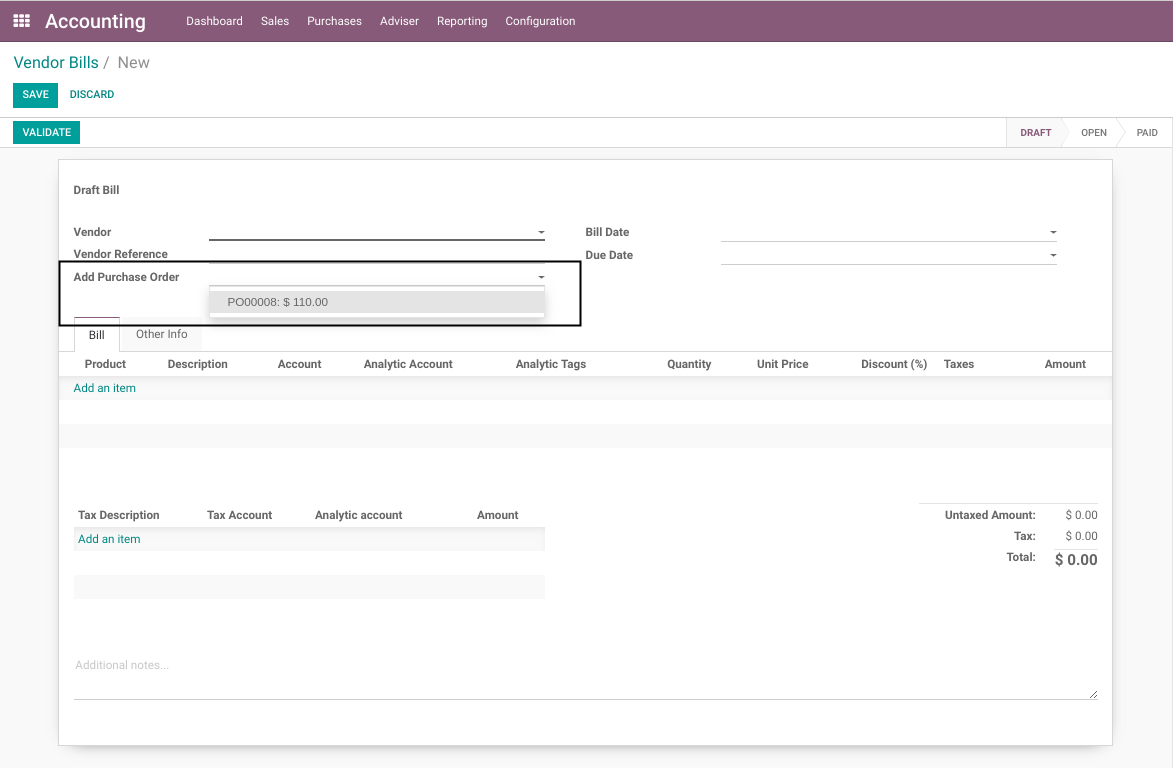 Accounting Dashboard Sales Purchases Adviser Reporting Configuration
Vendor Bills / New
SAVE DISCARD
VALIDATE DRAFT OPEN PAID
Draft Bill
Vendor Bill Date
Vendor Reference Due Date
Add Purchase Order
PO00008: $ 110.00
Bill Other Info
Product Description Account Analytic Account Analytic Tags Quantity Unit Price Discount (%) Taxes Amount
Add an item
Tax Description Tax Account Analytic account Amount Untaxed Amount: $ 0.00
Add an item Tax: $ 0.00
Total: $ 0.00
Additional notes...